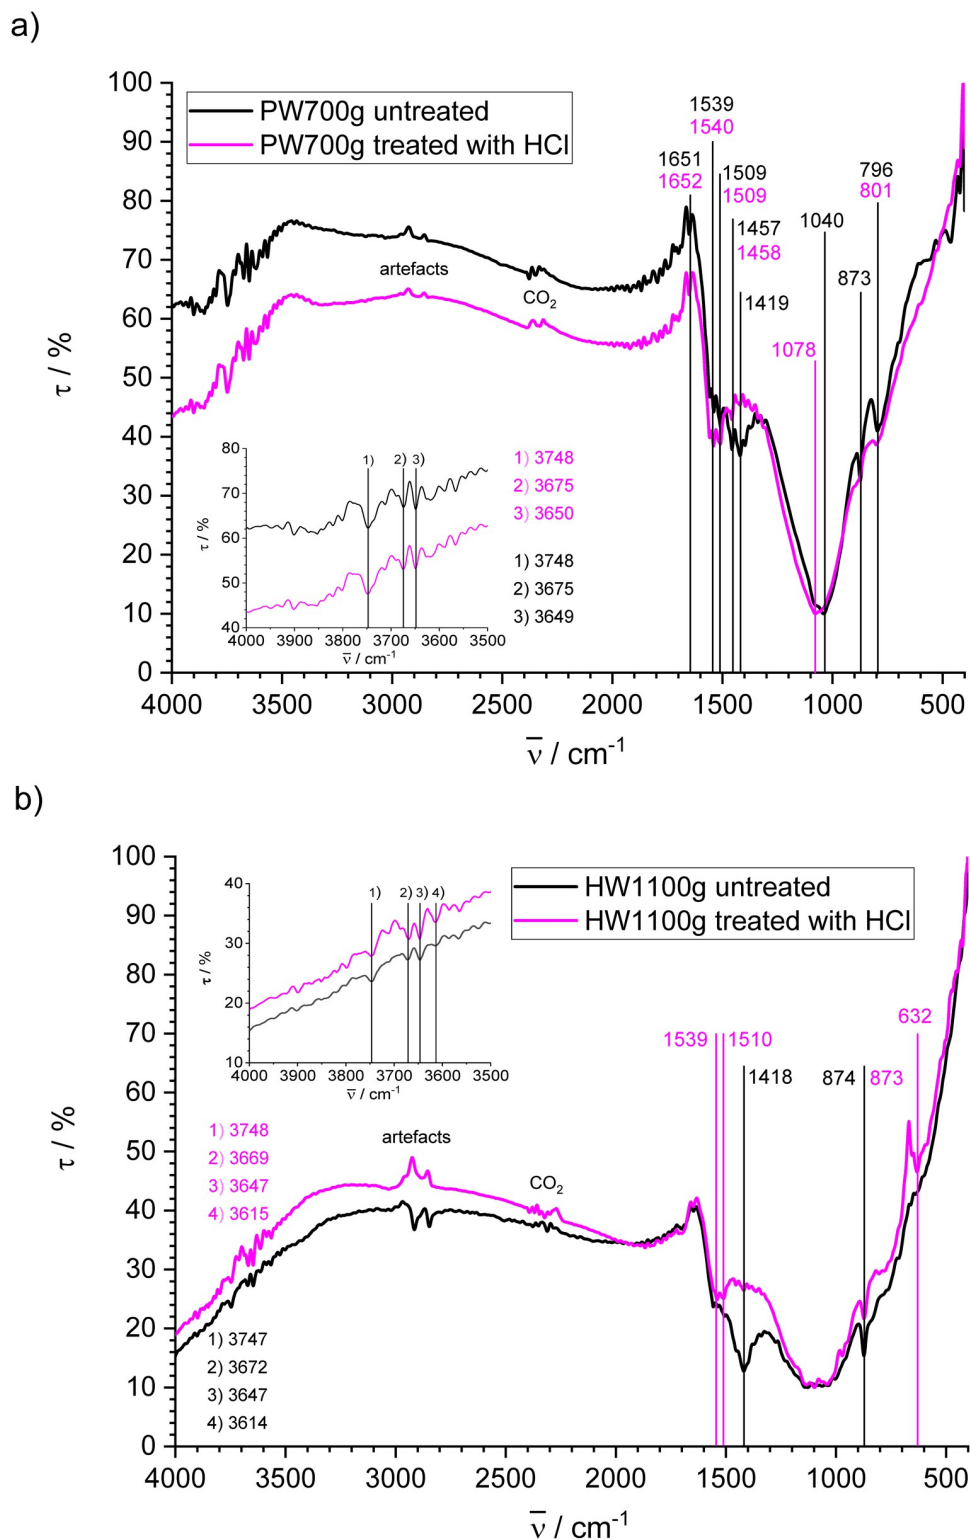 a)
PW700g untreated
PW700g treated with HCl
1539
1540
1651
1652
1509
1509
1457
1458
1419
1078
1040
873
796
801
artefacts
CO2
100
90
80
70
60
50
40
30
20
10
0
τ / %
4000 3500 3000 2500 2000 1500 1000 500
ν̅ / cm-1
1) 2) 3)
80
70
60
50
40
τ / %
4000 3900 3800 3700 3600 3500
ν̅ / cm-1
1) 3748
2) 3675
3) 3650
1) 3748
2) 3675
3) 3649
b)
HW1100g untreated
HW1100g treated with HCl
1539
1510
1418
874
873
632
artefacts
CO2
100
90
80
70
60
50
40
30
20
10
0
τ / %
4000 3500 3000 2500 2000 1500 1000 500
ν̅ / cm-1
1) 2) 3) 4)
40
30
20
10
τ / %
4000 3900 3800 3700 3600 3500
ν̅ / cm-1
1) 3748
2) 3669
3) 3647
4) 3615
1) 3747
2) 3672
3) 3647
4) 3614